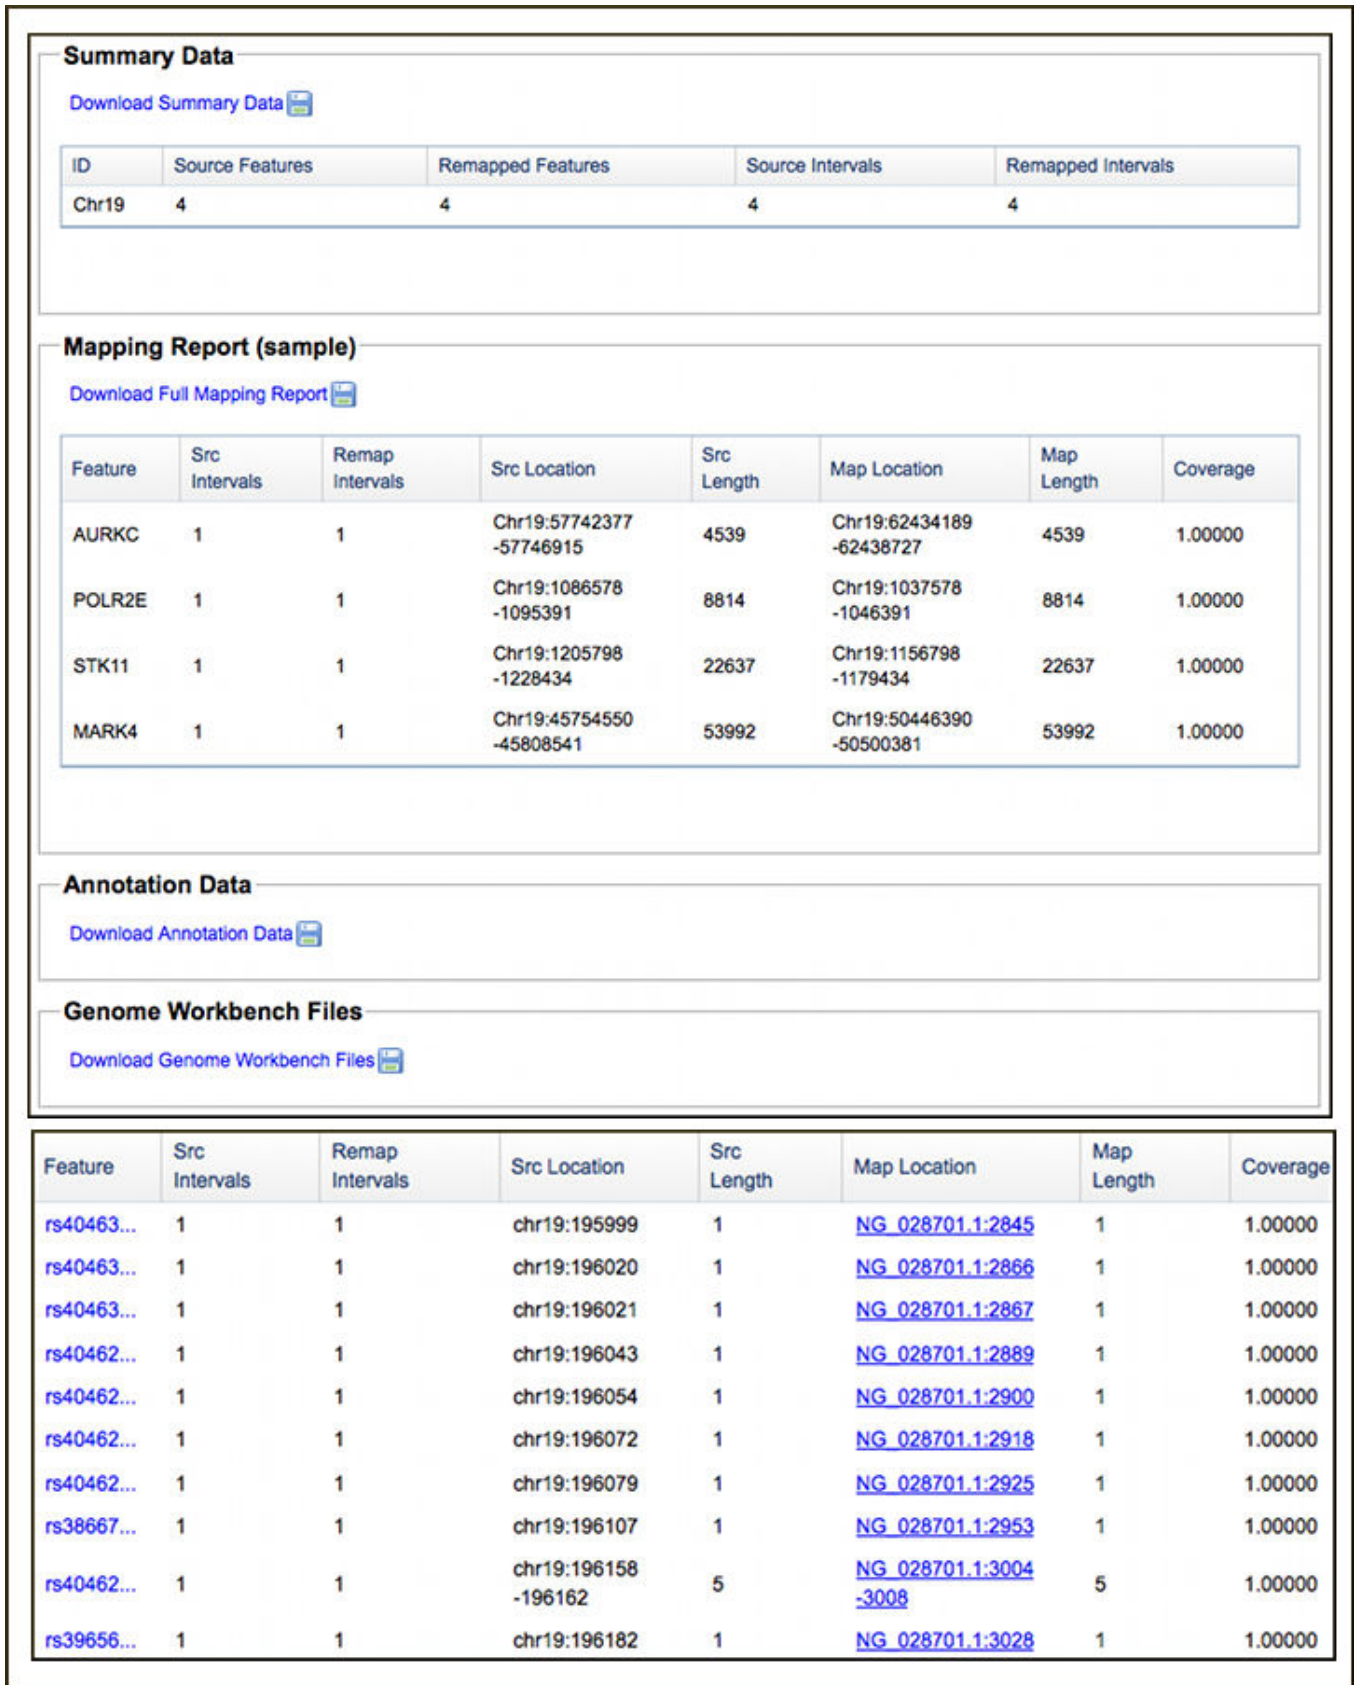 Summary Data
Download Summary Data
ID Source Features Remapped Features Source Intervals Remapped Intervals
Chr19 4 4 4 4
Mapping Report (sample)
Download Full Mapping Report
Feature Src Intervals Remap Intervals Src Location Src Length Map Location Map Length Coverage
AURKC 1 1 Chr19:57742377-57746915 4539 Chr19:62434189-62438727 4539 1.00000
POLR2E 1 1 Chr19:1086578-1095391 8814 Chr19:1037578-1046391 8814 1.00000
STK11 1 1 Chr19:1205798-1228434 22637 Chr19:1156798-1179434 22637 1.00000
MARK4 1 1 Chr19:45754550-45808541 53992 Chr19:50446390-50500381 53992 1.00000
Annotation Data
Download Annotation Data
Genome Workbench Files
Download Genome Workbench Files
Feature Src Intervals Remap Intervals Src Location Src Length Map Location Map Length Coverage
rs40463... 1 1 chr19:195999 1 NG_028701.1:2845 1 1.00000
rs40463... 1 1 chr19:196020 1 NG_028701.1:2866 1 1.00000
rs40463... 1 1 chr19:196021 1 NG_028701.1:2867 1 1.00000
rs40462... 1 1 chr19:196043 1 NG_028701.1:2889 1 1.00000
rs40462... 1 1 chr19:196054 1 NG_028701.1:2900 1 1.00000
rs40462... 1 1 chr19:196072 1 NG_028701.1:2918 1 1.00000
rs40462... 1 1 chr19:196079 1 NG_028701.1:2925 1 1.00000
rs38667... 1 1 chr19:196107 1 NG_028701.1:2953 1 1.00000
rs40462... 1 1 chr19:196158-196162 5 NG_028701.1:3004-3008 5 1.00000
rs39656... 1 1 chr19:196182 1 NG_028701.1:3028 1 1.00000